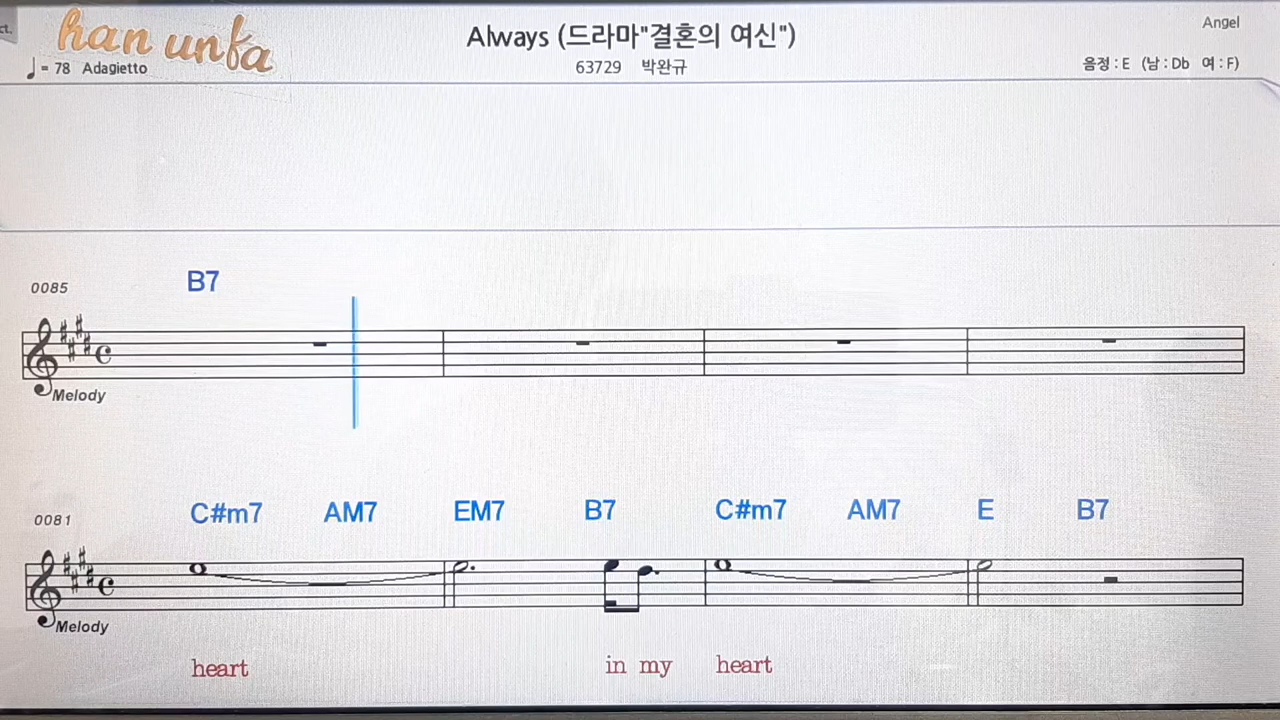 ct.
han unfa
Always (드라마"결혼의 여신")
Angel
♩= 78 Adagietto
63729 박완규
음정 : E (남 : Db 여 : F)
0085
B7
Melody
0081
C#m7 AM7 EM7 B7 C#m7 AM7 E B7
Melody
heart in my heart